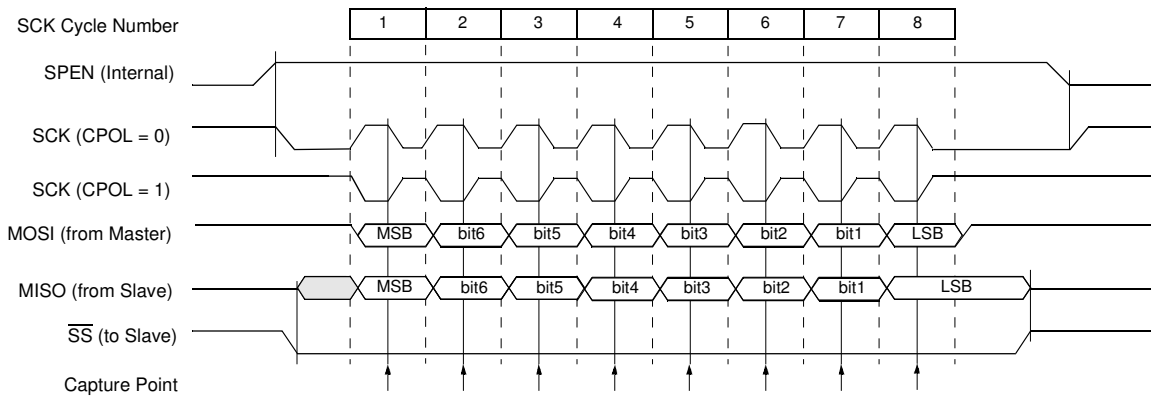 SCK Cycle Number 1 2 3 4 5 6 7 8
SPEN (Internal)
SCK (CPOL = 0)
SCK (CPOL = 1)
MOSI (from Master) MSB bit6 bit5 bit4 bit3 bit2 bit1 LSB
MISO (from Slave) MSB bit6 bit5 bit4 bit3 bit2 bit1 LSB
S̅S̅ (to Slave)
Capture Point